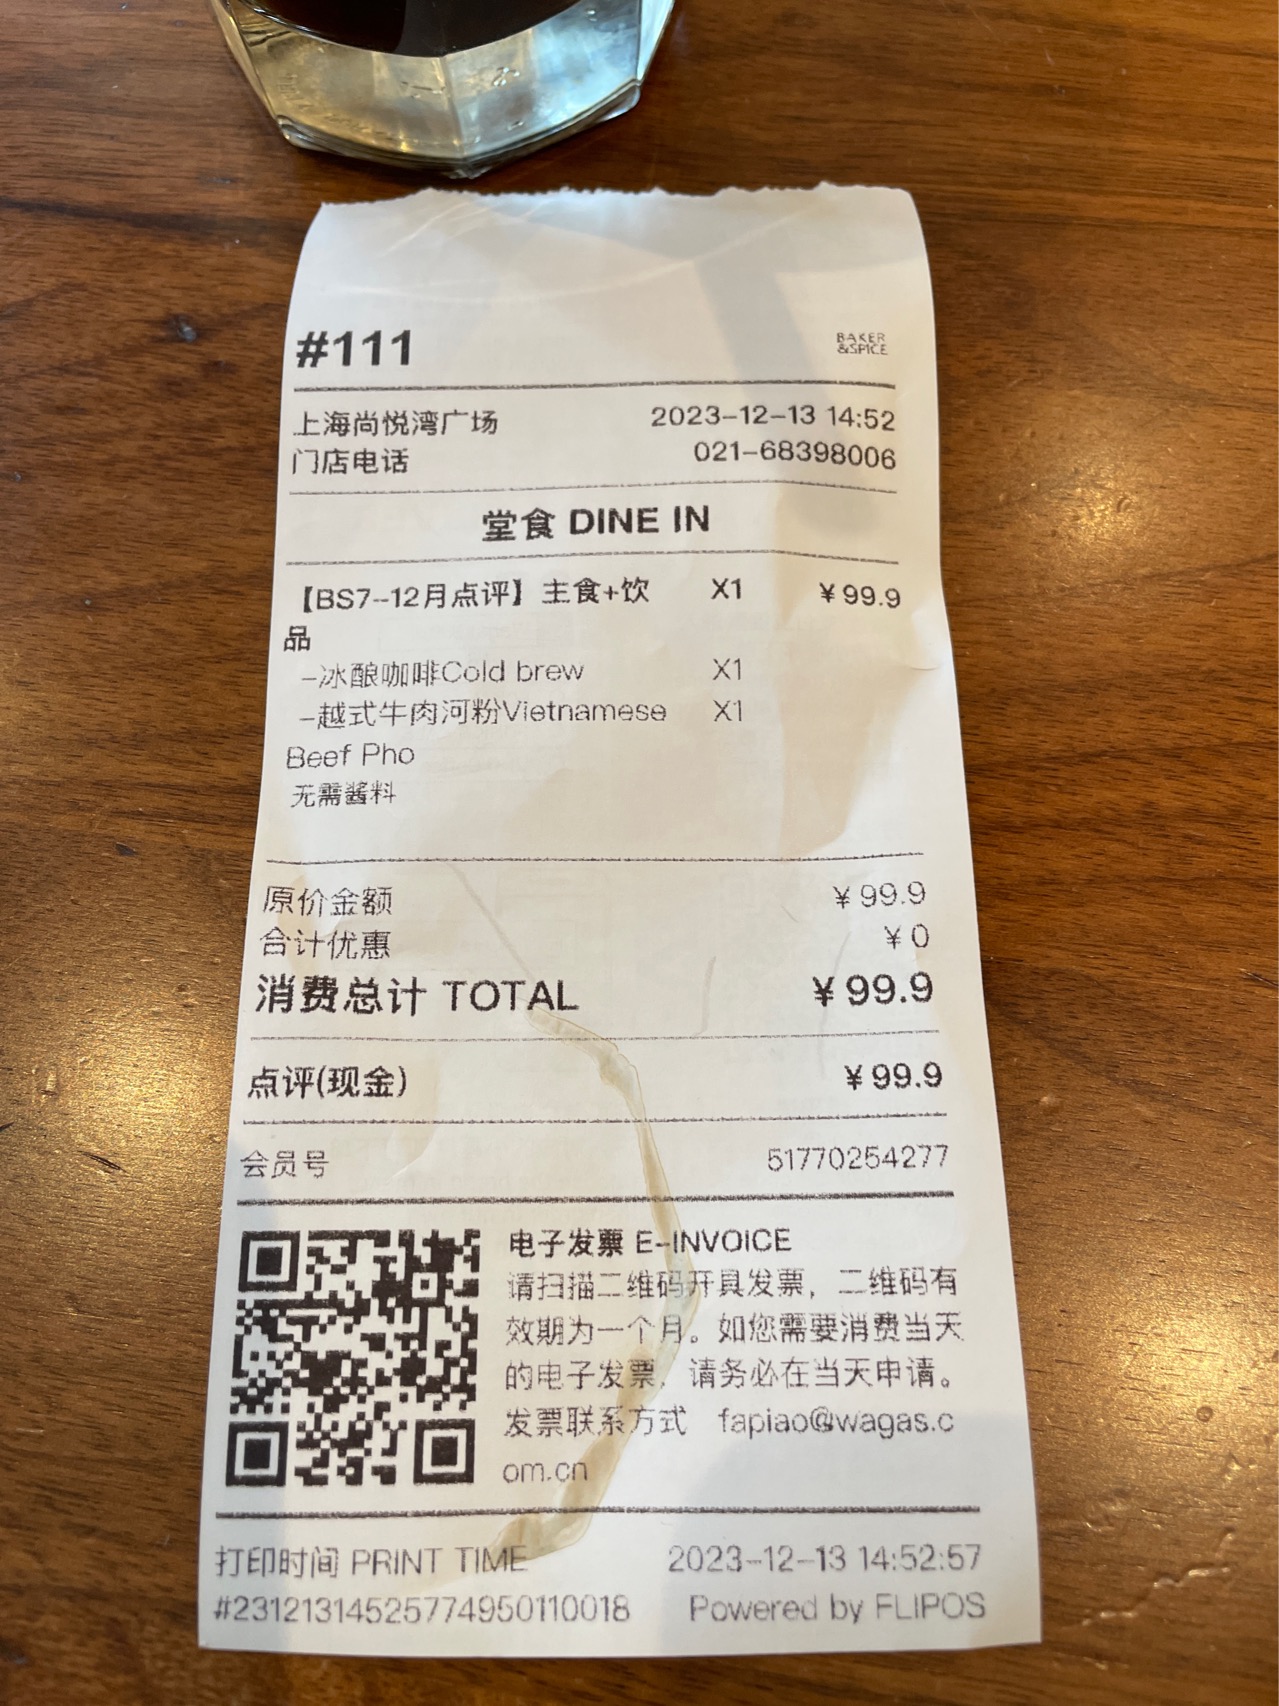 #111
BAKER
&SPICE
上海尚悦湾广场 2023-12-13 14:52
门店电话 021-68398006
堂食 DINE IN
【BS7--12月点评】主食+饮 X1 ¥99.9
品
-冰酿咖啡Cold brew X1
-越式牛肉河粉Vietnamese X1
Beef Pho
无需酱料
原价金额 ¥99.9
合计优惠 ¥0
消费总计 TOTAL ¥99.9
点评(现金) ¥99.9
会员号 51770254277
电子发票 E-INVOICE
请扫描二维码开具发票，二维码有
效期为一个月。如您需要消费当天
的电子发票，请务必在当天申请。
发票联系方式 fapiao@wagas.c
om.cn
打印时间 PRINT TIME 2023-12-13 14:52:57
#23121314525774950110018 Powered by FLIPOS